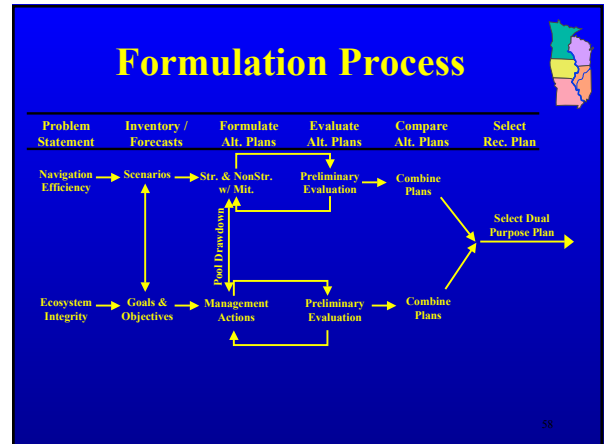 Formulation Process
Problem
Statement
Inventory /
Forecasts
Formulate
Alt. Plans
Evaluate
Alt. Plans
Compare
Alt. Plans
Select
Rec. Plan
Navigation
Efficiency
Scenarios
Str. & NonStr.
w/ Mit.
Preliminary
Evaluation
Combine
Plans
Select Dual
Purpose Plan
Pool Drawdown
Ecosystem
Integrity
Goals &
Objectives
Management
Actions
Preliminary
Evaluation
Combine
Plans